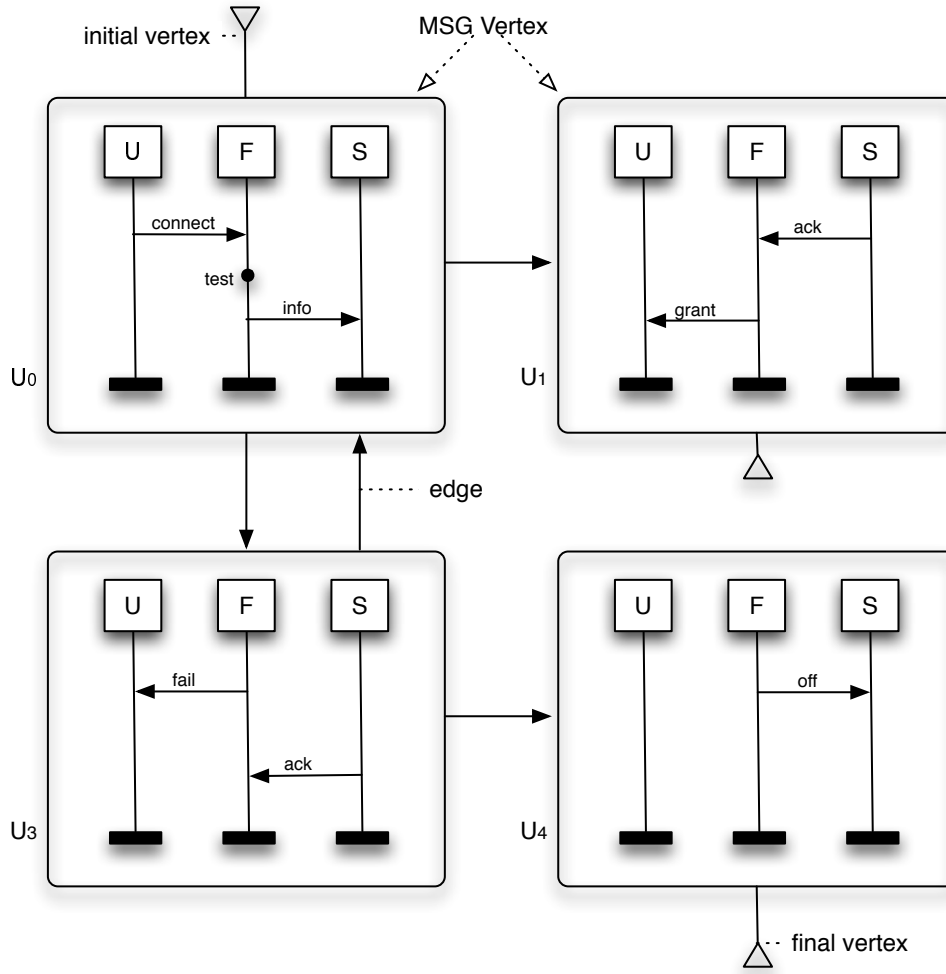 initial vertex
MSG Vertex
U F S
connect
test
info
U0
U F S
ack
grant
U1
edge
U F S
fail
ack
U3
U F S
off
U4
final vertex